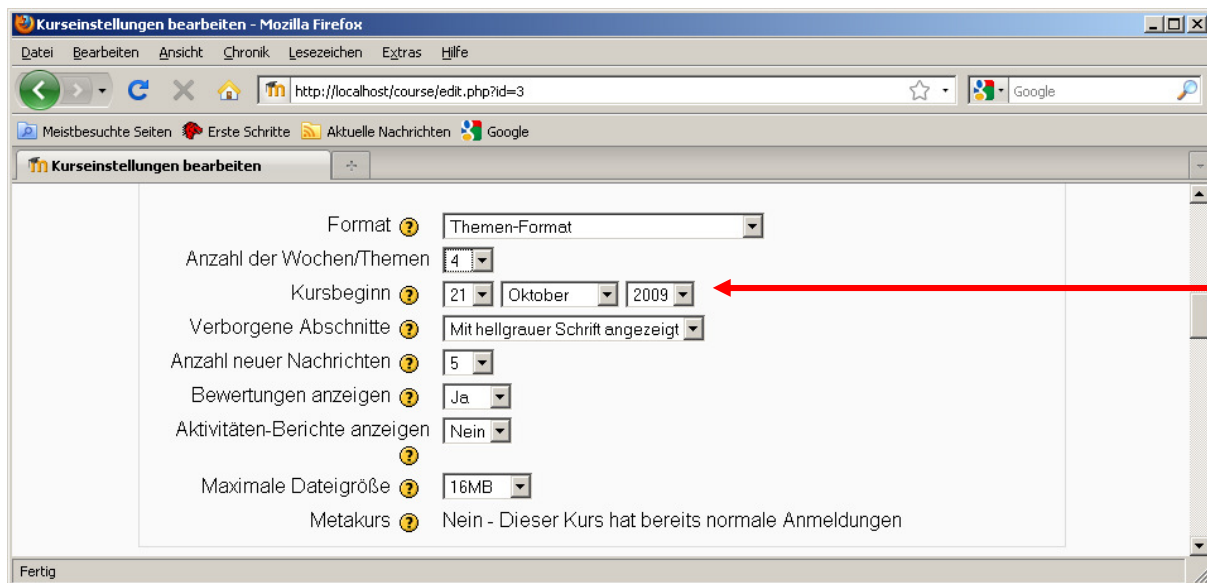 Kurseinstellungen bearbeiten - Mozilla Firefox
Datei Bearbeiten Ansicht Chronik Lesezeichen Extras Hilfe
http://localhost/course/edit.php?id=3 Google
Meistbesuchte Seiten Erste Schritte Aktuelle Nachrichten Google
Kurseinstellungen bearbeiten
Format ? Themen-Format
Anzahl der Wochen/Themen 4
Kursbeginn ? 21 Oktober 2009
Verborgene Abschnitte ? Mit hellgrauer Schrift angezeigt
Anzahl neuer Nachrichten ? 5
Bewertungen anzeigen ? Ja
Aktivitäten-Berichte anzeigen Nein
?
Maximale Dateigröße ? 16MB
Metakurs ? Nein - Dieser Kurs hat bereits normale Anmeldungen
Fertig